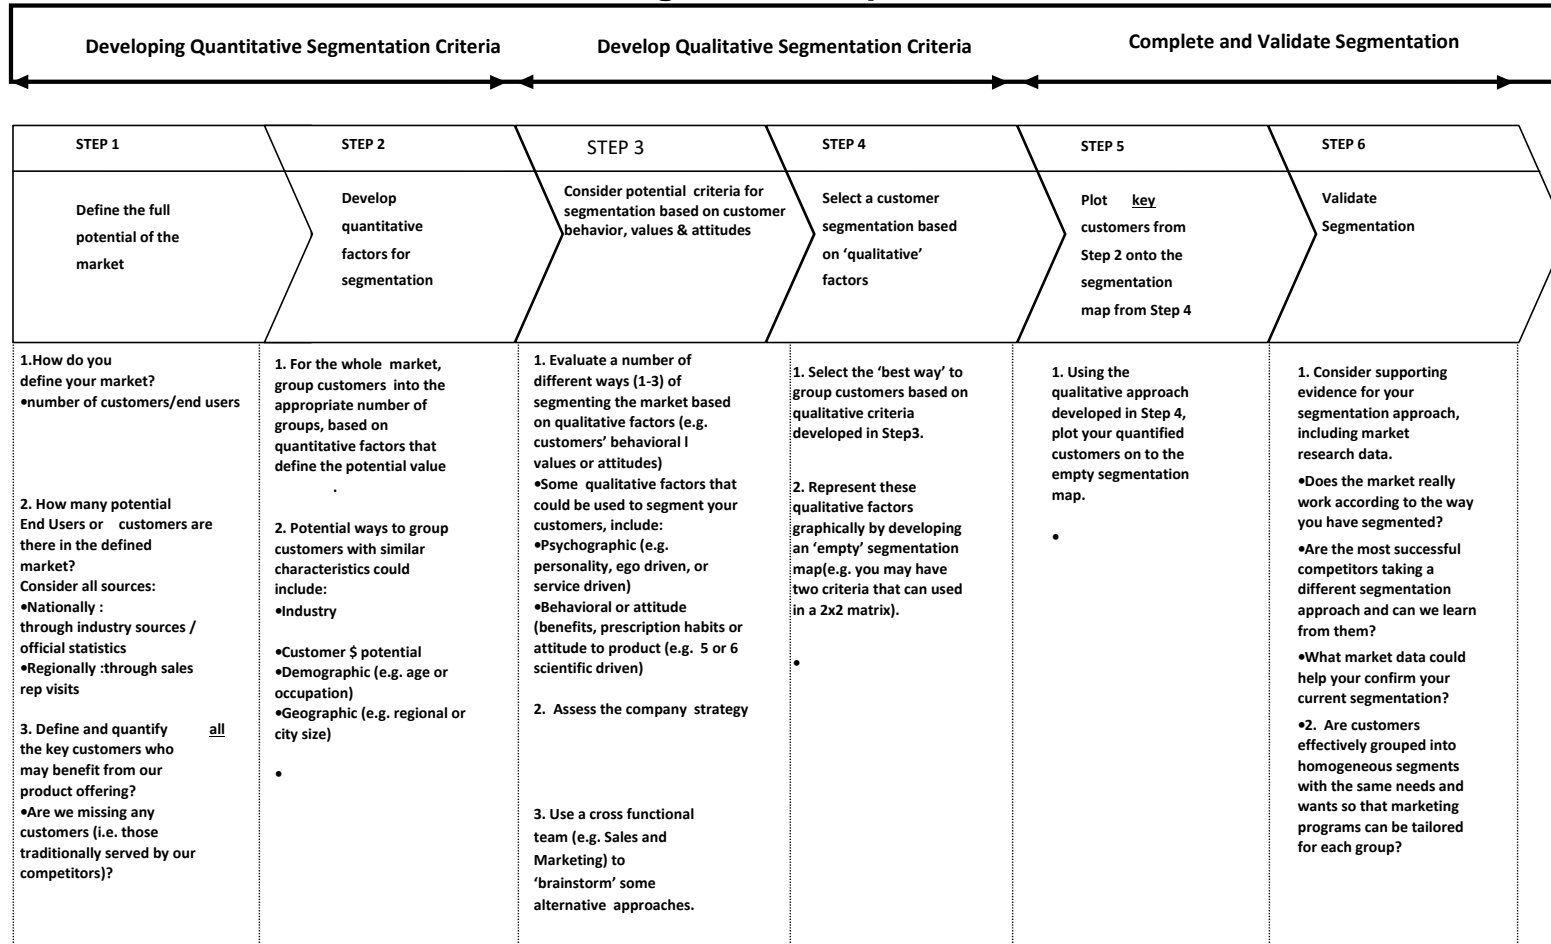 Developing Quantitative Segmentation Criteria
Develop Qualitative Segmentation Criteria
Complete and Validate Segmentation
STEP 1
Define the full
potential of the
market
STEP 2
Develop
quantitative
factors for
segmentation
STEP 3
Consider potential criteria for
segmentation based on customer
behavior, values & attitudes
STEP 4
Select a customer
segmentation based
on ‘qualitative’
factors
STEP 5
Plot key
customers from
Step 2 onto the
segmentation
map from Step 4
STEP 6
Validate
Segmentation
1.How do you
define your market?
•number of customers/end users
2. How many potential
End Users or customers are
there in the defined
market?
Consider all sources:
•Nationally :
through industry sources /
official statistics
•Regionally :through sales
rep visits
3. Define and quantify all
the key customers who
may benefit from our
product offering?
•Are we missing any
customers (i.e. those
traditionally served by our
competitors)?
1. For the whole market,
group customers into the
appropriate number of
groups, based on
quantitative factors that
define the potential value
.
2. Potential ways to group
customers with similar
characteristics could
include:
•Industry
•Customer $ potential
•Demographic (e.g. age or
occupation)
•Geographic (e.g. regional or
city size)
•
1. Evaluate a number of
different ways (1-3) of
segmenting the market based
on qualitative factors (e.g.
customers’ behavioral l
values or attitudes)
•Some qualitative factors that
could be used to segment your
customers, include:
•Psychographic (e.g.
personality, ego driven, or
service driven)
•Behavioral or attitude
(benefits, prescription habits or
attitude to product (e.g. 5 or 6
scientific driven)
2. Assess the company strategy
3. Use a cross functional
team (e.g. Sales and
Marketing) to
‘brainstorm’ some
alternative approaches.
1. Select the ‘best way’ to
group customers based on
qualitative criteria
developed in Step3.
2. Represent these
qualitative factors
graphically by developing
an ‘empty’ segmentation
map(e.g. you may have
two criteria that can used
in a 2x2 matrix).
•
1. Using the
qualitative approach
developed in Step 4,
plot your quantified
customers on to the
empty segmentation
map.
•
1. Consider supporting
evidence for your
segmentation approach,
including market
research data.
•Does the market really
work according to the way
you have segmented?
•Are the most successful
competitors taking a
different segmentation
approach and can we learn
from them?
•What market data could
help your confirm your
current segmentation?
•2. Are customers
effectively grouped into
homogeneous segments
with the same needs and
wants so that marketing
programs can be tailored
for each group?